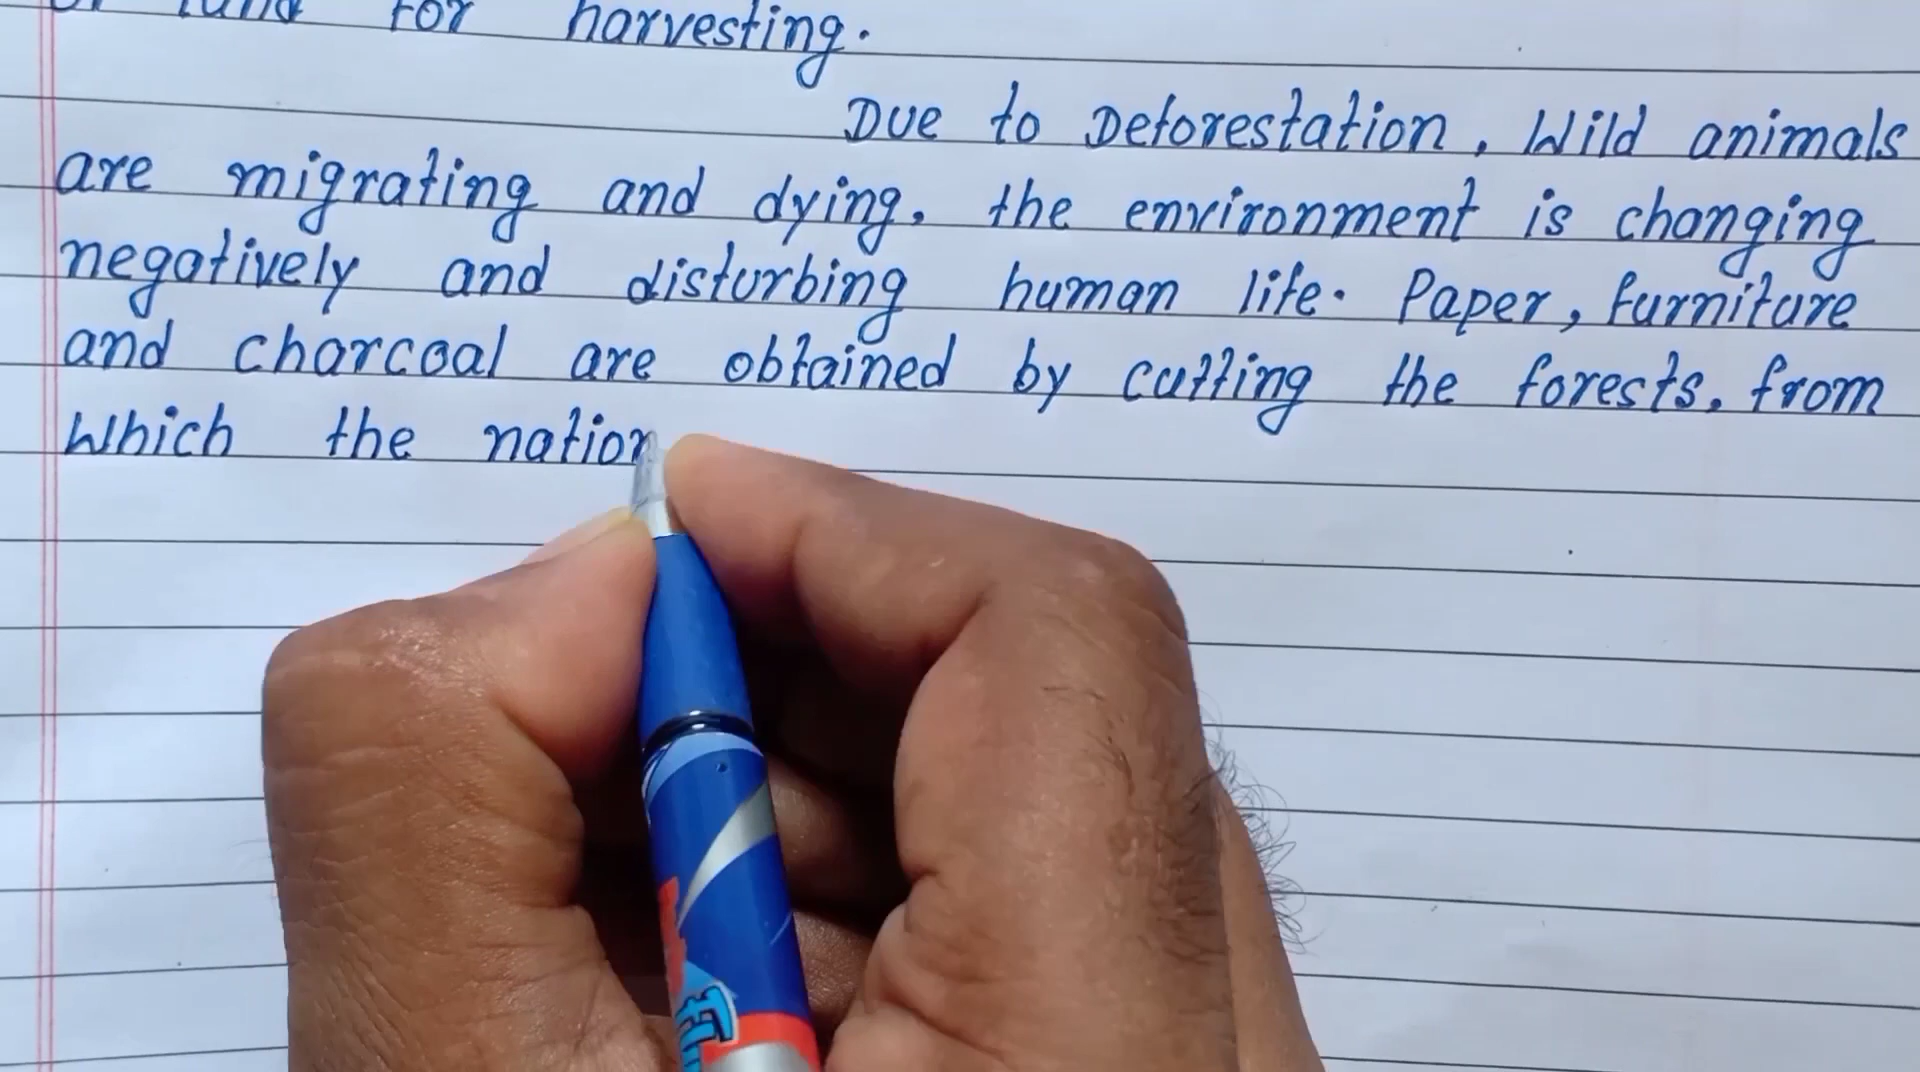 for harvesting.
Due to Deforestation, Wild animals
are migrating and dying, the environment is changing
negatively and disturbing human life. Paper, furniture
and charcoal are obtained by cutting the forests, from
which the nation